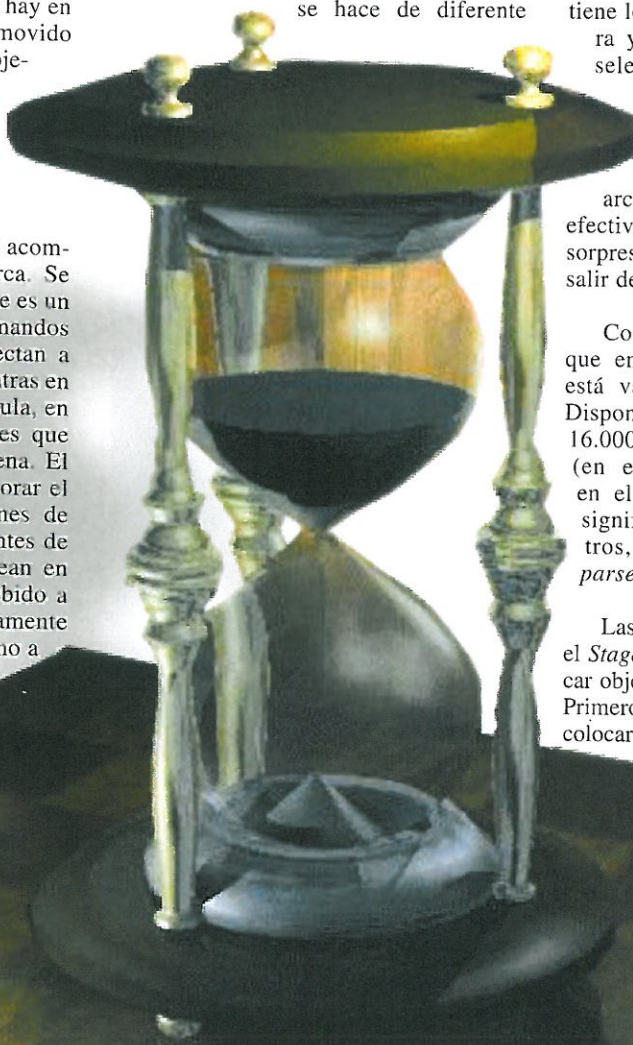 hay en
movido
bje-
acom-
rca. Se
e es un
mandos
ectan a
tras en
ula, en
es que
ena. El
orar el
nes de
ntes de
ean en
bido a
amente
no a
se hace de diferente
tiene l
ra y
sele
arc
efectiv
sorpres
salir de
Co
que en
está va
Dispon
16.000
(en e
en el
signif
tros,
parse
Las
el Stage
car obje
Primero
colocar